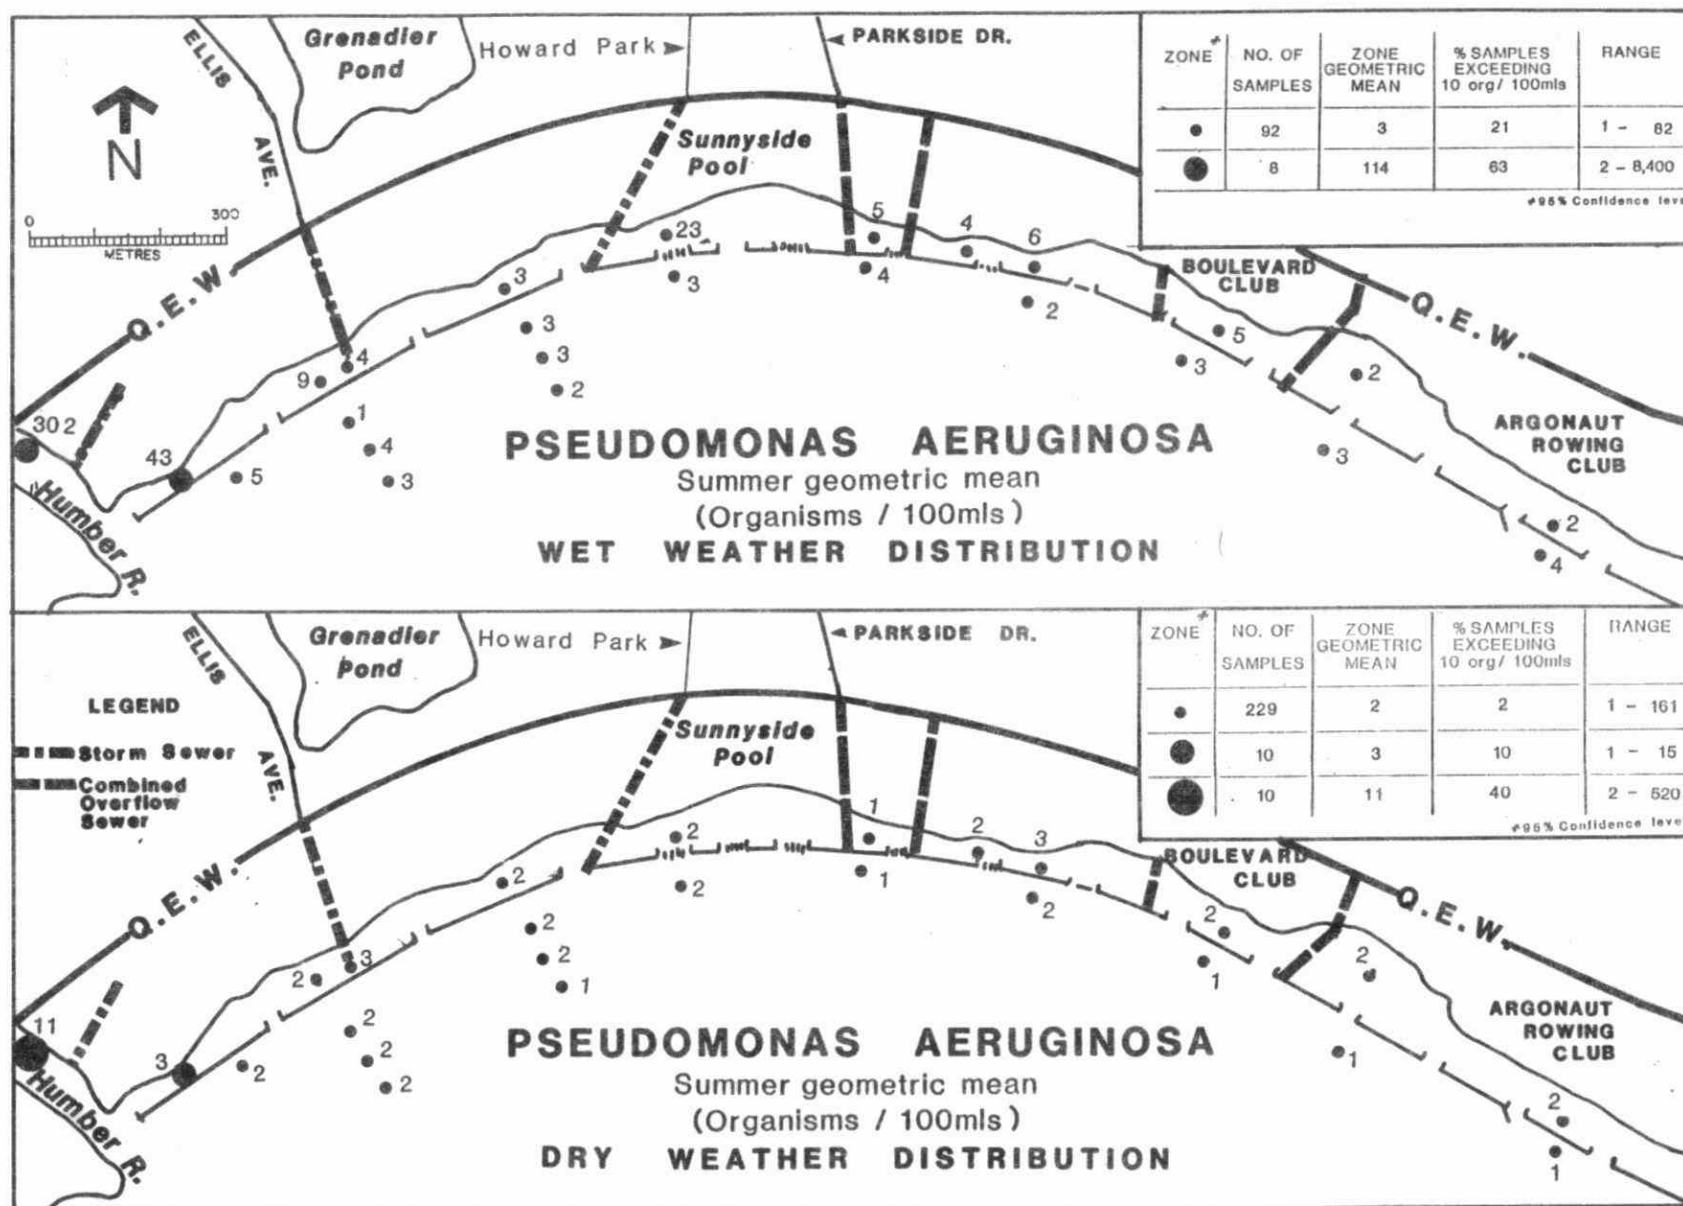 ELLIS AVE.
Grenadier
Pond
Howard Park
PARKSIDE DR.
N
0 300
METRES
Q.E.W
Sunnyside
Pool
ZONE* NO. OF SAMPLES ZONE GEOMETRIC MEAN % SAMPLES EXCEEDING 10 org/ 100mls RANGE
92 3 21 1 - 82
8 114 63 2 - 8,400
*95% Confidence leve
BOULEVARD
CLUB
Q.E.W.
ARGONAUT
ROWING
CLUB
302
43
5
9
4
1
4
3
3
3
3
2
23
3
5
4
4
6
2
5
3
2
3
2
4
Humber R.
PSEUDOMONAS AERUGINOSA
Summer geometric mean
(Organisms / 100mls)
WET WEATHER DISTRIBUTION
ELLIS AVE.
Grenadier
Pond
Howard Park
PARKSIDE DR.
LEGEND
Storm Sewer
Combined
Overflow
Sewer
Q.E.W.
Sunnyside
Pool
ZONE* NO. OF SAMPLES ZONE GEOMETRIC MEAN % SAMPLES EXCEEDING 10 org/ 100mls RANGE
229 2 2 1 - 161
10 3 10 1 - 15
10 11 40 2 - 520
*95% Confidence leve
BOULEVARD
CLUB
Q.E.W.
ARGONAUT
ROWING
CLUB
11
3
2
2
3
2
2
2
2
2
2
1
2
2
1
1
2
3
2
2
1
2
1
2
1
Humber R.
PSEUDOMONAS AERUGINOSA
Summer geometric mean
(Organisms / 100mls)
DRY WEATHER DISTRIBUTION